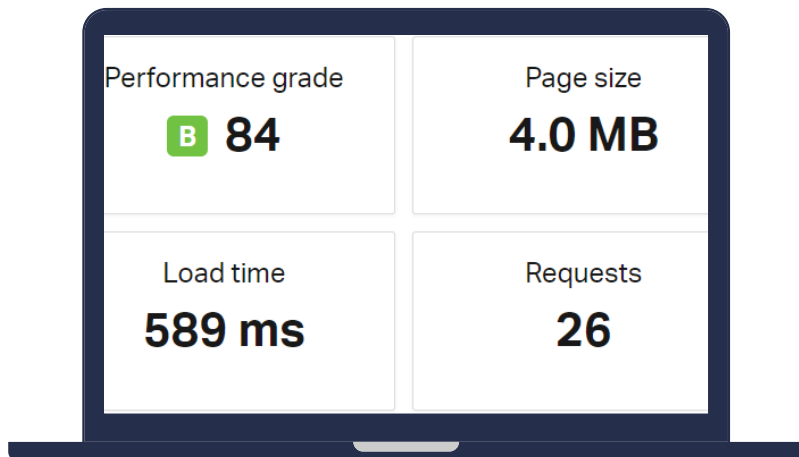 Performance grade
B 84
Page size
4.0 MB
Load time
589 ms
Requests
26